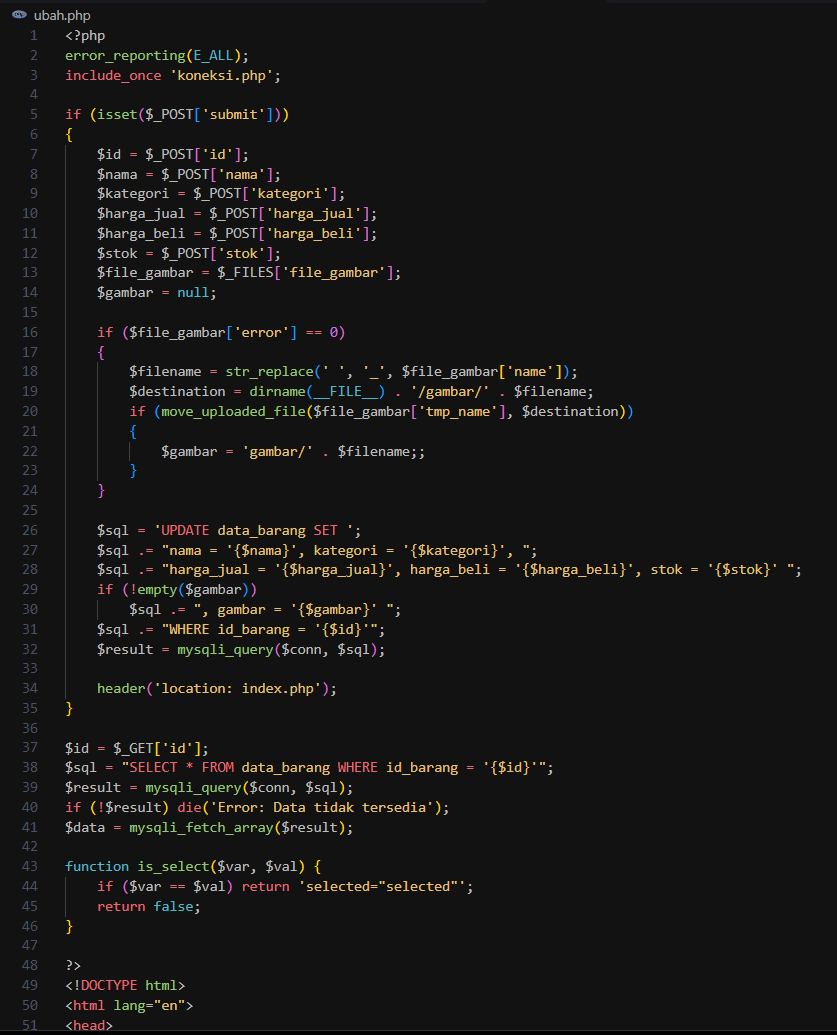 ubah.php
1 <?php
2 error_reporting(E_ALL);
3 include_once 'koneksi.php';
4
5 if (isset($_POST['submit']))
6 {
7     $id = $_POST['id'];
8     $nama = $_POST['nama'];
9     $kategori = $_POST['kategori'];
10     $harga_jual = $_POST['harga_jual'];
11     $harga_beli = $_POST['harga_beli'];
12     $stok = $_POST['stok'];
13     $file_gambar = $_FILES['file_gambar'];
14     $gambar = null;
15
16     if ($file_gambar['error'] == 0)
17     {
18         $filename = str_replace(' ', '_', $file_gambar['name']);
19         $destination = dirname(__FILE__) . '/gambar/' . $filename;
20         if (move_uploaded_file($file_gambar['tmp_name'], $destination))
21         {
22             $gambar = 'gambar/' . $filename;;
23         }
24     }
25
26     $sql = 'UPDATE data_barang SET ';
27     $sql .= "nama = '{$nama}', kategori = '{$kategori}', ";
28     $sql .= "harga_jual = '{$harga_jual}', harga_beli = '{$harga_beli}', stok = '{$stok}' ";
29     if (!empty($gambar))
30         $sql .= ", gambar = '{$gambar}' ";
31     $sql .= "WHERE id_barang = '{$id}'";
32     $result = mysqli_query($conn, $sql);
33
34     header('location: index.php');
35 }
36
37 $id = $_GET['id'];
38 $sql = "SELECT * FROM data_barang WHERE id_barang = '{$id}'";
39 $result = mysqli_query($conn, $sql);
40 if (!$result) die('Error: Data tidak tersedia');
41 $data = mysqli_fetch_array($result);
42
43 function is_select($var, $val) {
44     if ($var == $val) return 'selected="selected"';
45     return false;
46 }
47
48 ?>
49 <!DOCTYPE html>
50 <html lang="en">
51 <head>